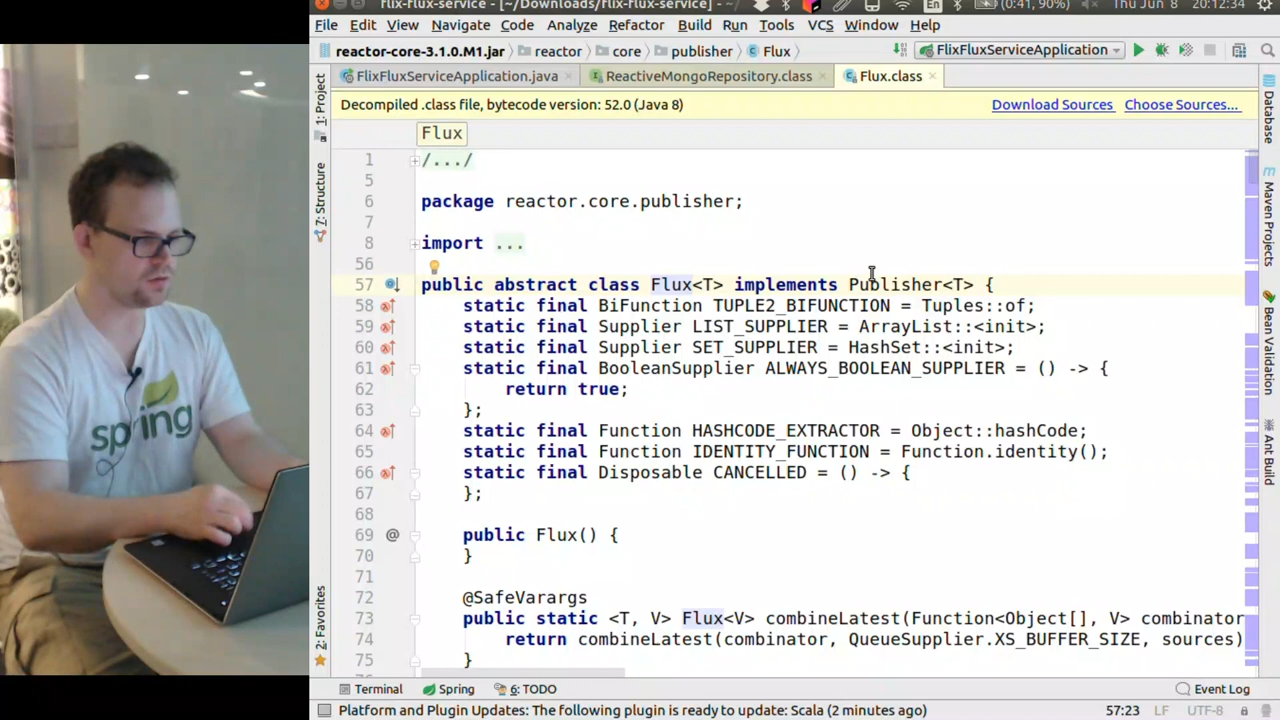 flix-flux-service - [~/Downloads/flix-flux-service] -
En
(0:41, 90%)
Thu Jun 8 20:12:34
File Edit View Navigate Code Analyze Refactor Build Run Tools VCS Window Help
reactor-core-3.1.0.M1.jar reactor core publisher Flux
FlixFluxServiceApplication
FlixFluxServiceApplication.java ReactiveMongoRepository.class Flux.class
Decompiled .class file, bytecode version: 52.0 (Java 8) Download Sources Choose Sources...
Flux
1 /.../
5
6 package reactor.core.publisher;
7
8 import ...
56
57 public abstract class Flux<T> implements Publisher<T> {
58 static final BiFunction TUPLE2_BIFUNCTION = Tuples::of;
59 static final Supplier LIST_SUPPLIER = ArrayList::<init>;
60 static final Supplier SET_SUPPLIER = HashSet::<init>;
61 static final BooleanSupplier ALWAYS_BOOLEAN_SUPPLIER = () -> {
62 return true;
63 };
64 static final Function HASHCODE_EXTRACTOR = Object::hashCode;
65 static final Function IDENTITY_FUNCTION = Function.identity();
66 static final Disposable CANCELLED = () -> {
67 };
68
69 @ public Flux() {
70 }
71
72 @SafeVarargs
73 public static <T, V> Flux<V> combineLatest(Function<Object[], V> combinator
74 return combineLatest(combinator, QueueSupplier.XS_BUFFER_SIZE, sources)
75 }
1: Project
7: Structure
2: Favorites
Database
Maven Projects
Bean Validation
Ant Build
Terminal Spring 6: TODO Event Log
Platform and Plugin Updates: The following plugin is ready to update: Scala (2 minutes ago) 57:23 LF UTF-8
spring